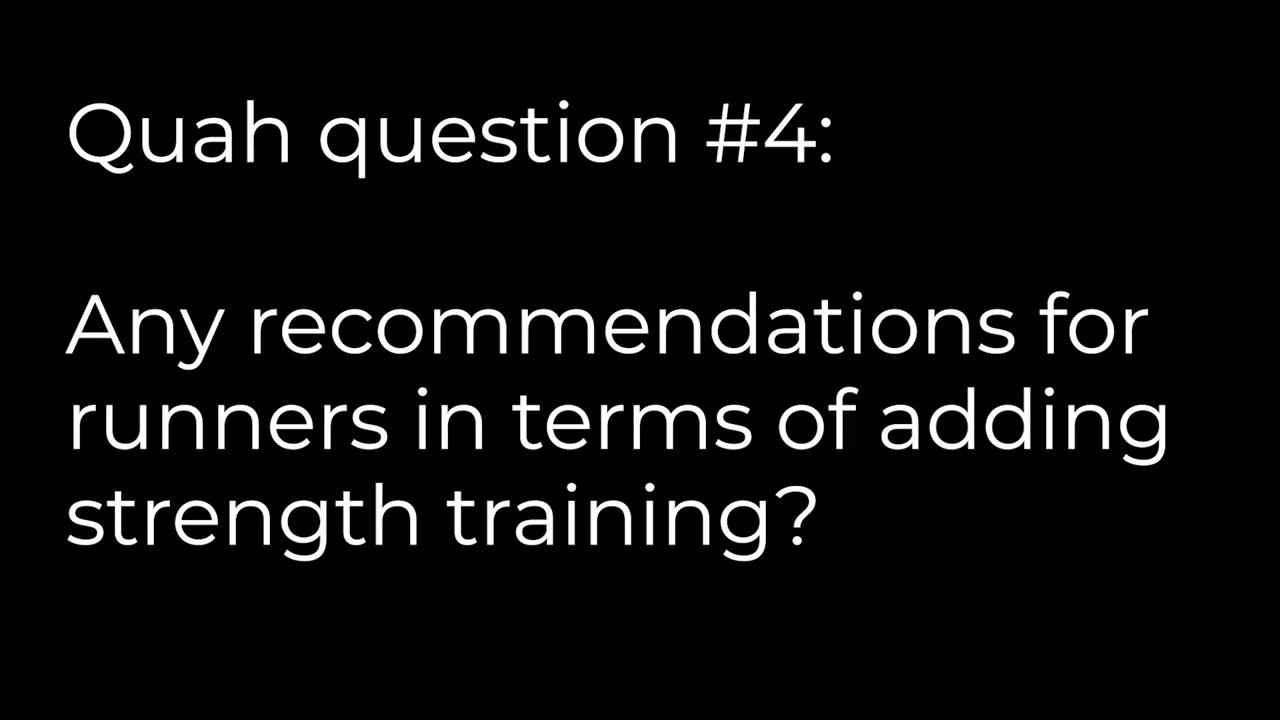 Quah question #4:
Any recommendations for
runners in terms of adding
strength training?